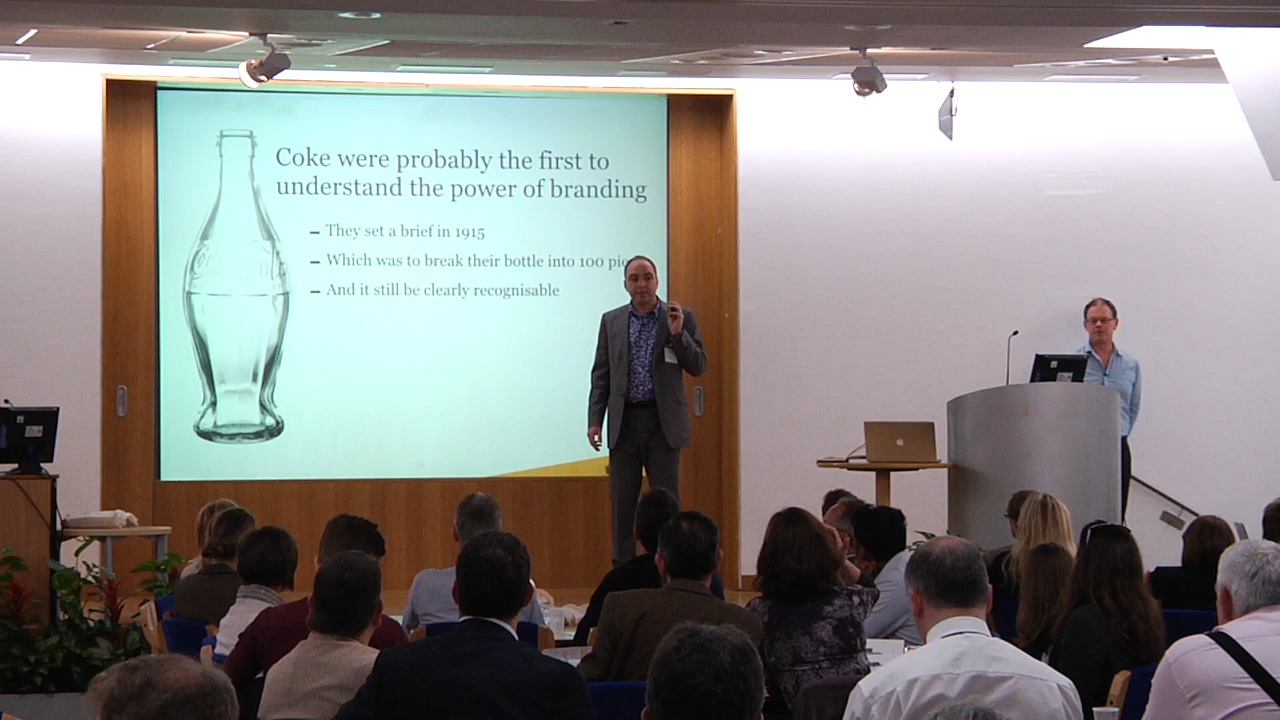 Coke were probably the first to
understand the power of branding
– They set a brief in 1915
– Which was to break their bottle into 100
– And it still be clearly recognisable